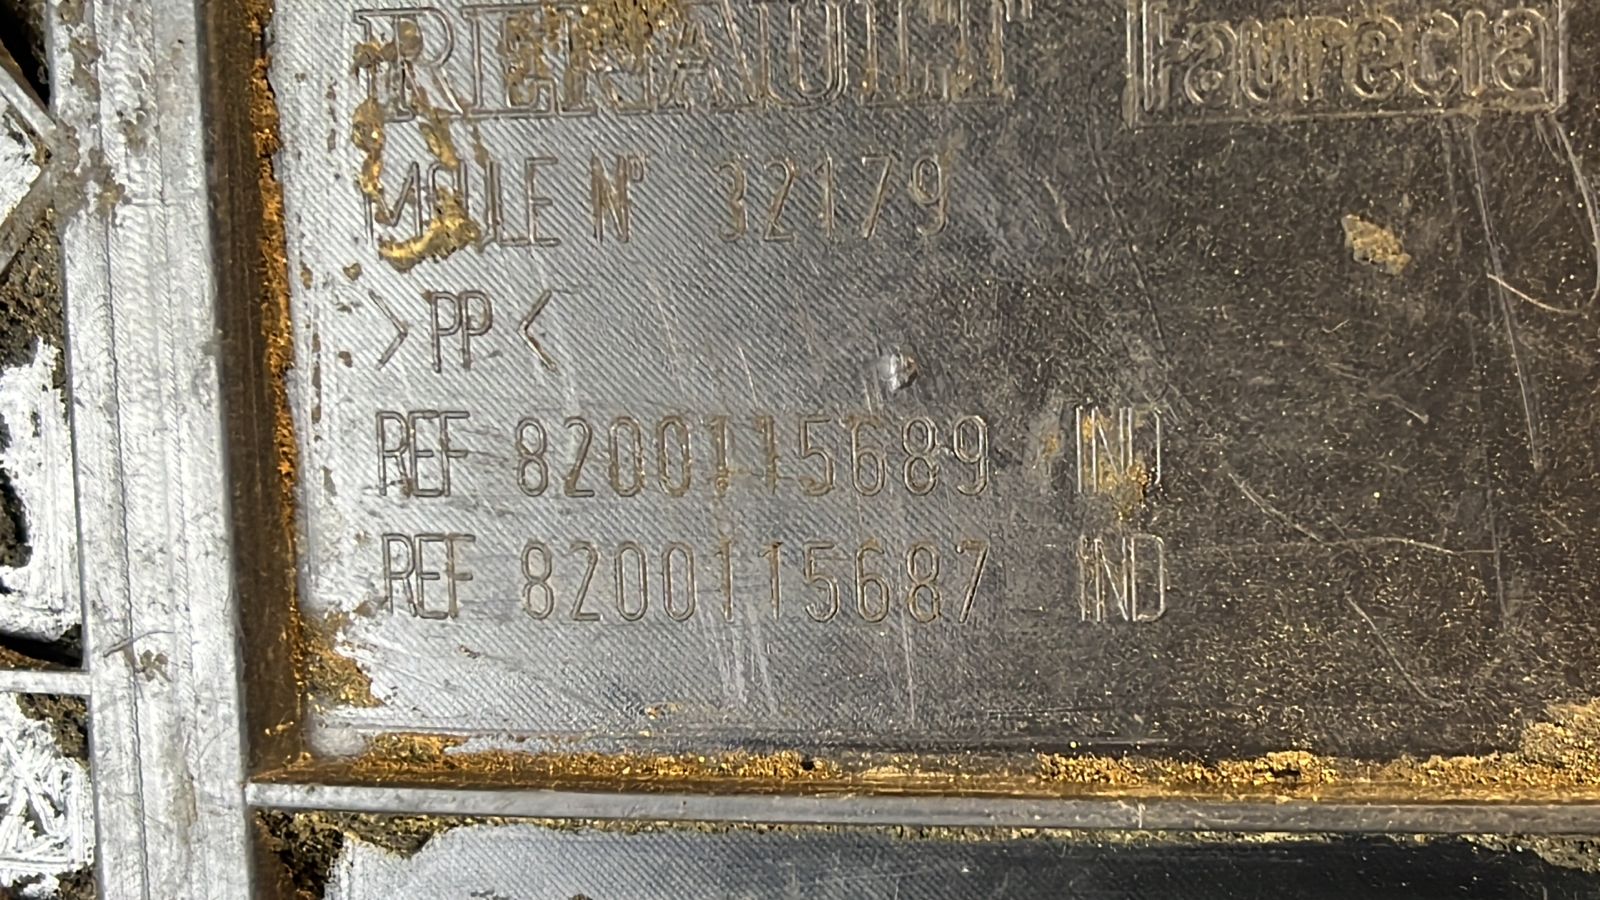 RENAULT faurecia
MOULE N° 32179
>PP<
REF 8200115689 IND
REF 8200115687 IND